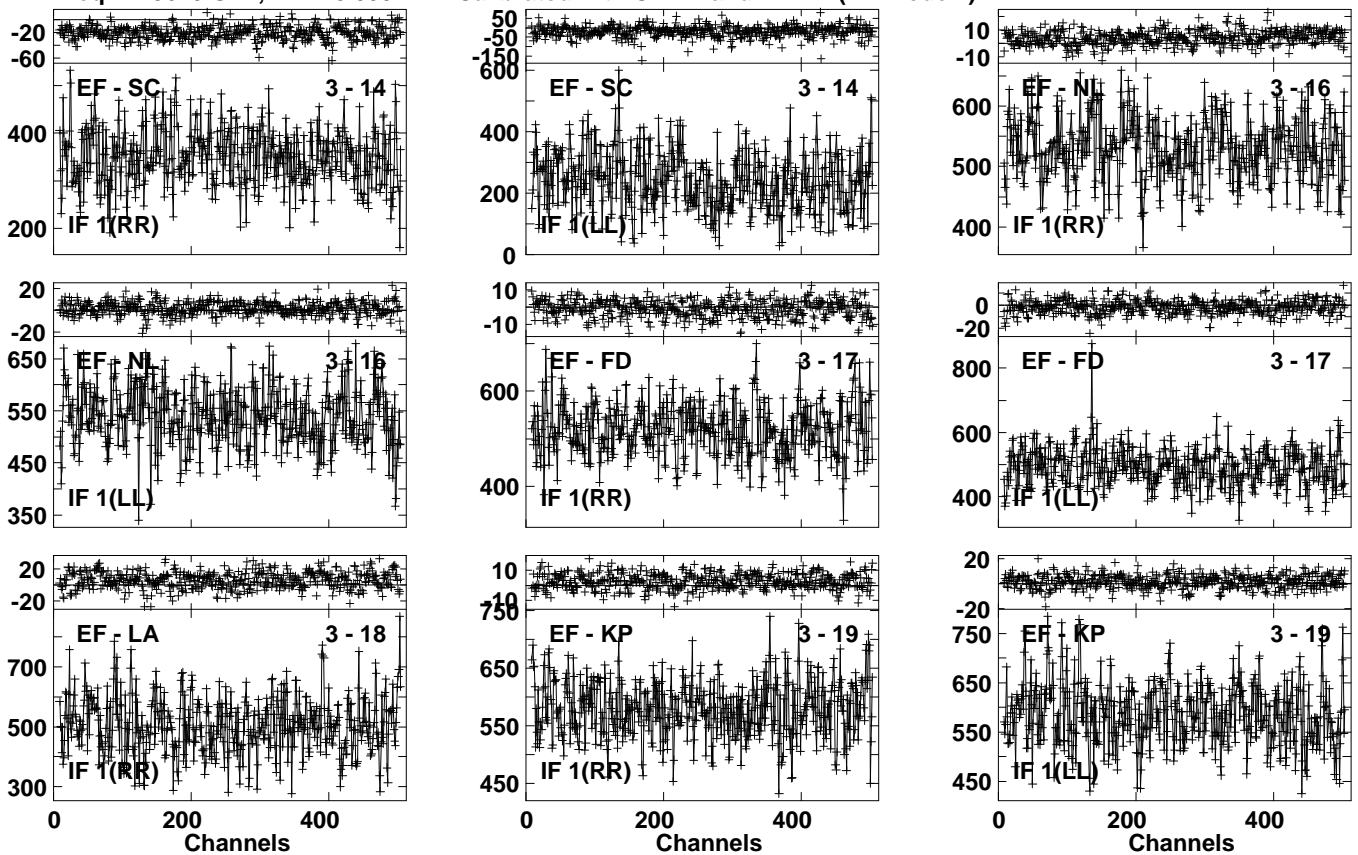 -20
-60
EF - SC 3 - 14
400
200
IF 1(RR)
50
-50
-150
600
EF - SC 3 - 14
400
200
0
IF 1(LL)
10
-10
EF - NL 3 - 16
600
500
400
IF 1(RR)
20
-20
650
EF - NL 3 - 16
550
450
350
IF 1(LL)
10
-10
EF - FD 3 - 17
600
400
IF 1(RR)
0
-20
800
EF - FD 3 - 17
600
400
IF 1(LL)
20
-20
EF - LA 3 - 18
700
500
300
IF 1(RR)
0 200 400
Channels
10
-10
750
EF - KP 3 - 19
650
550
450
IF 1(RR)
0 200 400
Channels
20
-20
750
EF - KP 3 - 19
650
550
450
IF 1(LL)
0 200 400
Channels